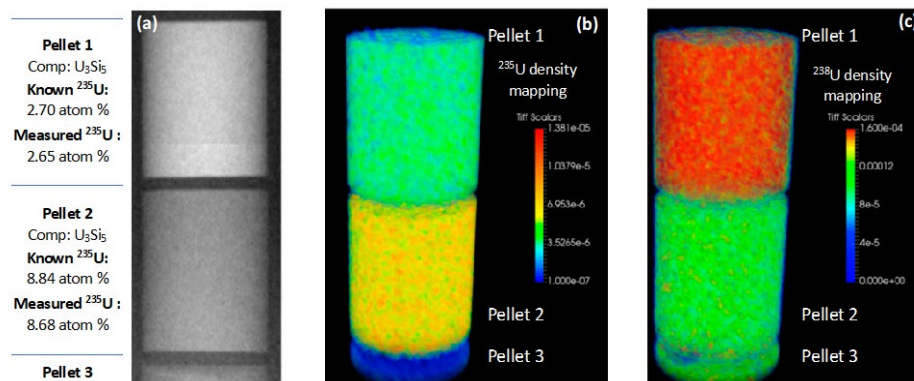 Pellet 1
Comp: U₃Si₅
Known ²³⁵U:
2.70 atom %
Measured ²³⁵U :
2.65 atom %
Pellet 2
Comp: U₃Si₅
Known ²³⁵U:
8.84 atom %
Measured ²³⁵U :
8.68 atom %
Pellet 3
(a)
(b)
Pellet 1
²³⁵U density
mapping
Tiff Scalars
1.381e-05
1.0379e-5
6.953e-6
3.5265e-6
1.000e-07
Pellet 2
Pellet 3
(c)
Pellet 1
²³⁸U density
mapping
Tiff Scalars
1.600e-04
0.00012
8e-5
4e-5
0.000e+00
Pellet 2
Pellet 3